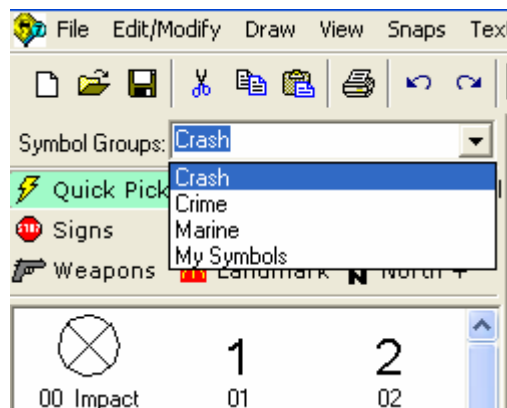 File Edit/Modify Draw View Snaps Tex
Symbol Groups: Crash
Crash
Quick Pick
Crime
Signs
Marine
My Symbols
Weapons Landmark N North +
1 2
00 Impact 01 02